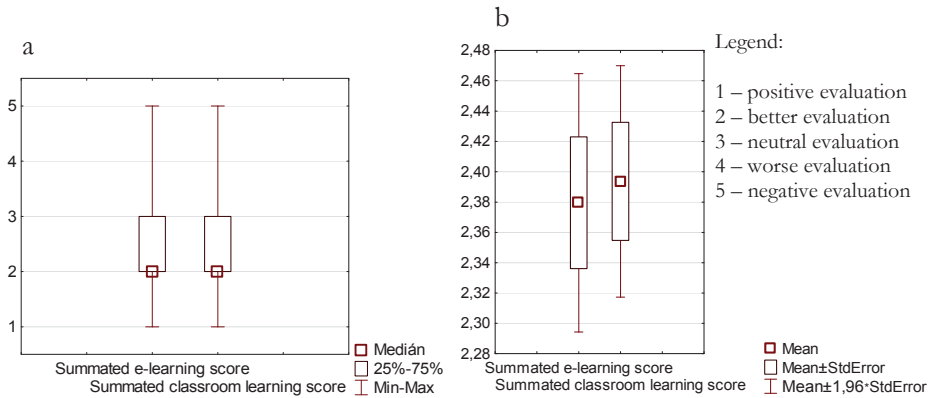 a
5
4
3
2
1
Summated e-learning score
Summated classroom learning score
Medián
25%-75%
Min-Max
b
2,48
2,46
2,44
2,42
2,40
2,38
2,36
2,34
2,32
2,30
2,28
Summated e-learning score
Summated classroom learning score
Mean
Mean±StdError
Mean±1,96*StdError
Legend:
1 – positive evaluation
2 – better evaluation
3 – neutral evaluation
4 – worse evaluation
5 – negative evaluation